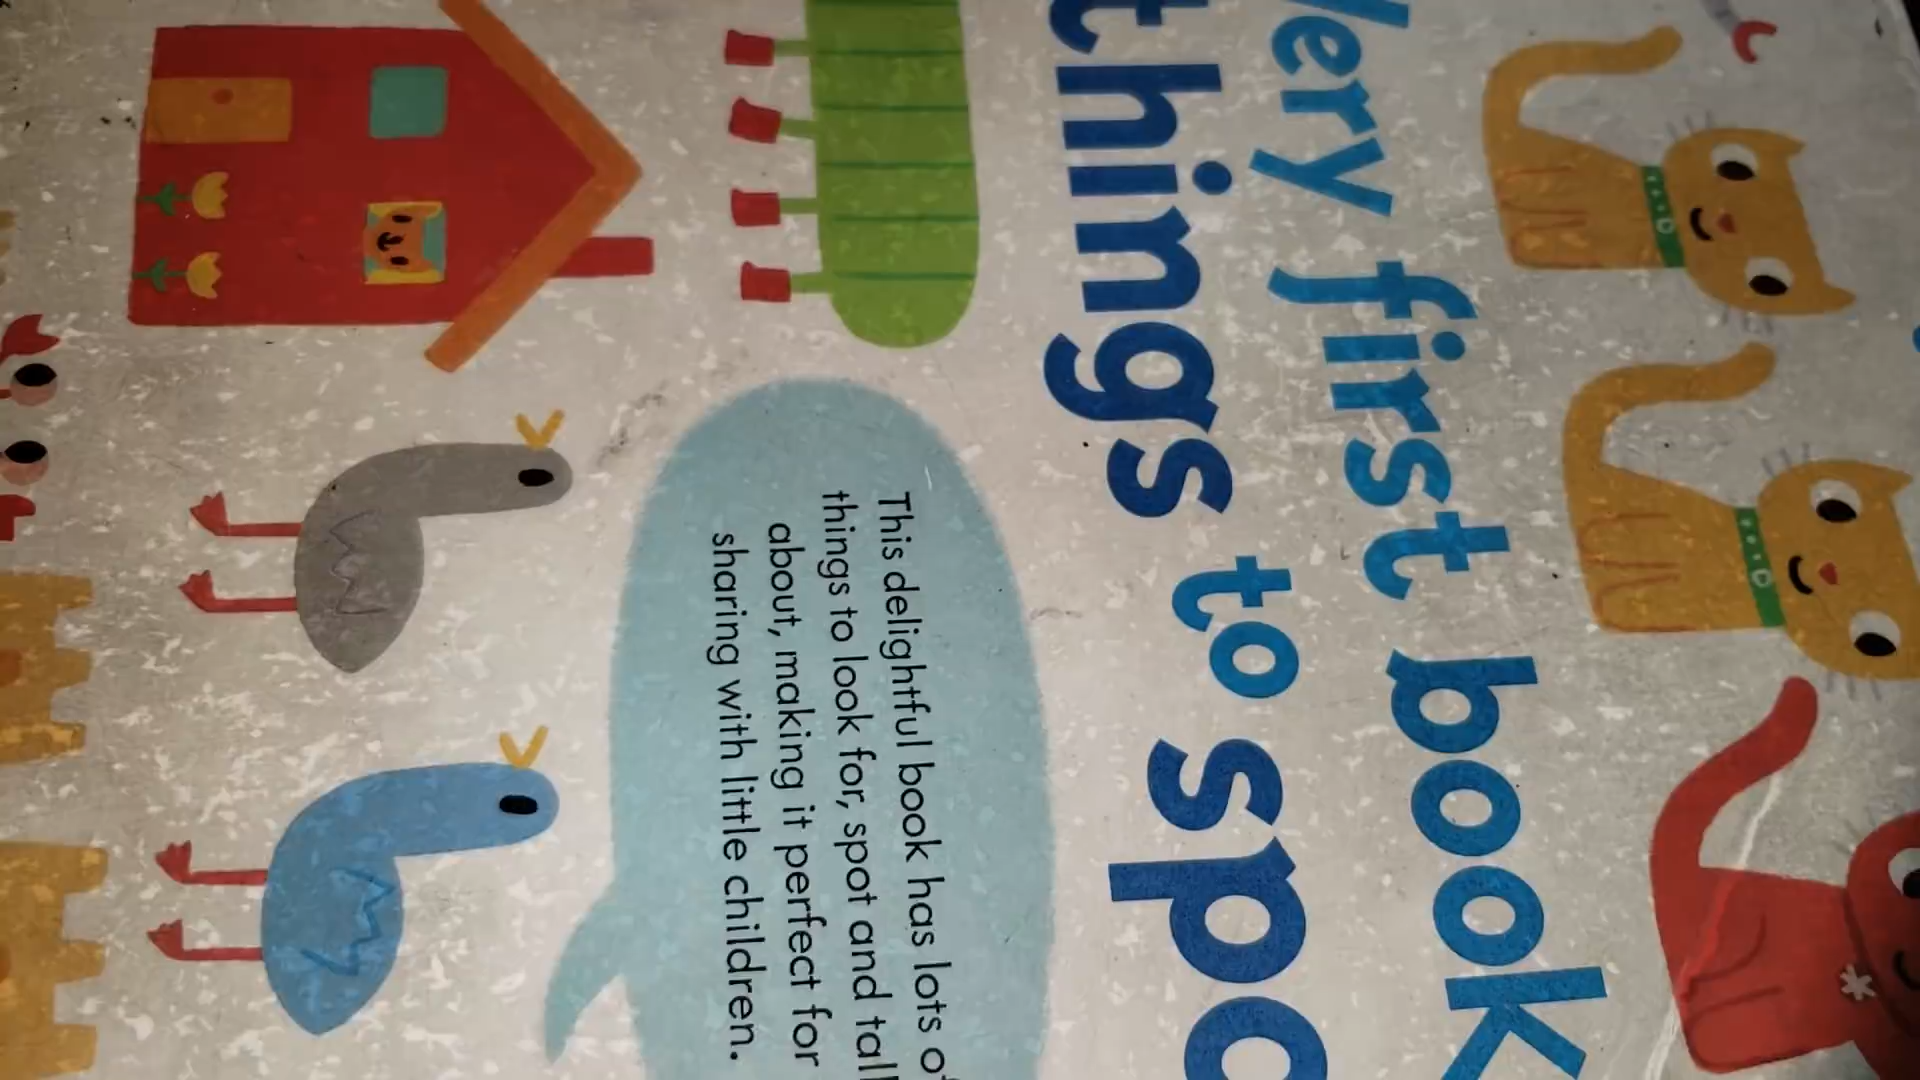 Very first book
things to spo
This delightful book has lots of
things to look for, spot and tal
about, making it perfect for
sharing with little children.